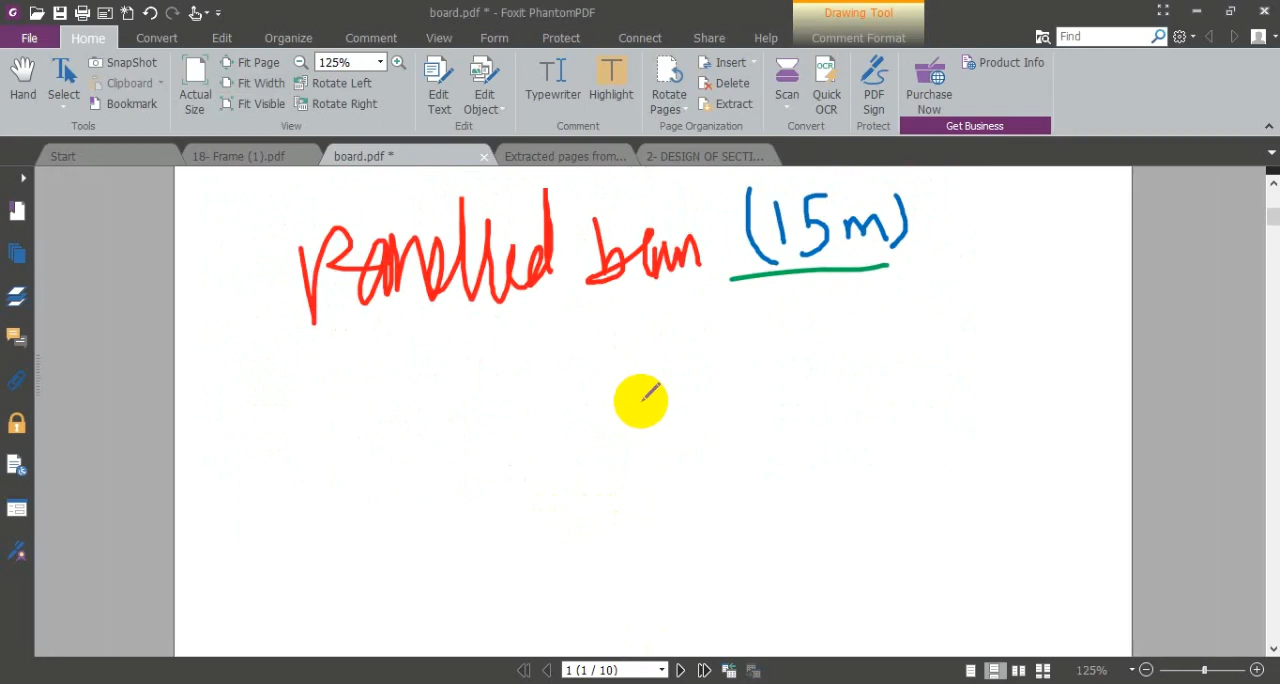 board.pdf * - Foxit PhantomPDF
Drawing Tool
File Home Convert Edit Organize Comment View Form Protect Connect Share Help Comment Format Find
Hand
Select
SnapShot
Clipboard
Bookmark
Tools
Actual Size
Fit Page
Fit Width
Fit Visible
125%
Rotate Left
Rotate Right
View
Edit Text
Edit Object
Edit
Typewriter
Highlight
Comment
Rotate Pages
Insert
Delete
Extract
Page Organization
Scan
Quick OCR
Convert
PDF Sign
Protect
Purchase Now
Product Info
Get Business
Start 18- Frame (1).pdf board.pdf * Extracted pages from... 2- DESIGN OF SECTI...
panelled beam (15m)
1 (1 / 10) 125%